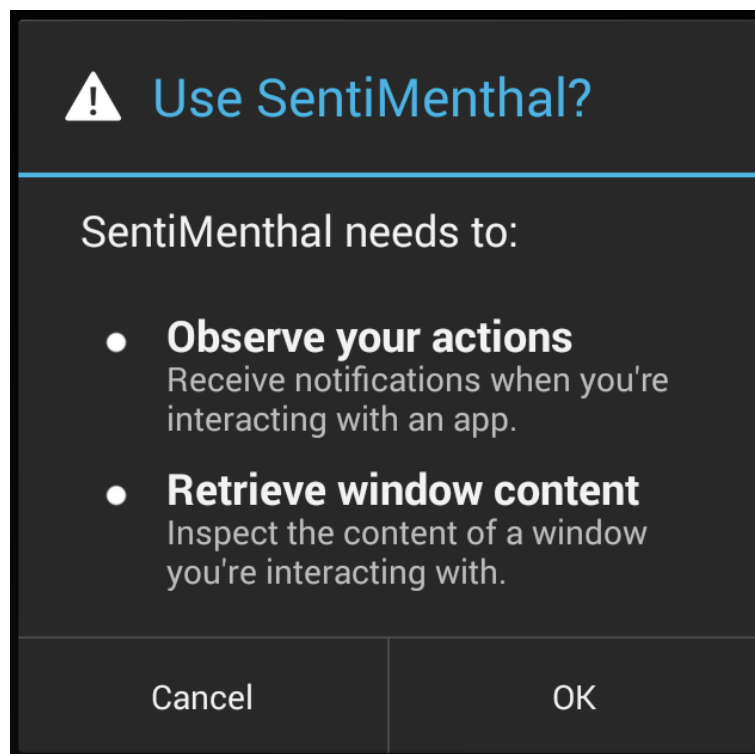 Use SentiMenthal?
SentiMenthal needs to:
Observe your actions
Receive notifications when you're
interacting with an app.
Retrieve window content
Inspect the content of a window
you're interacting with.
Cancel
OK